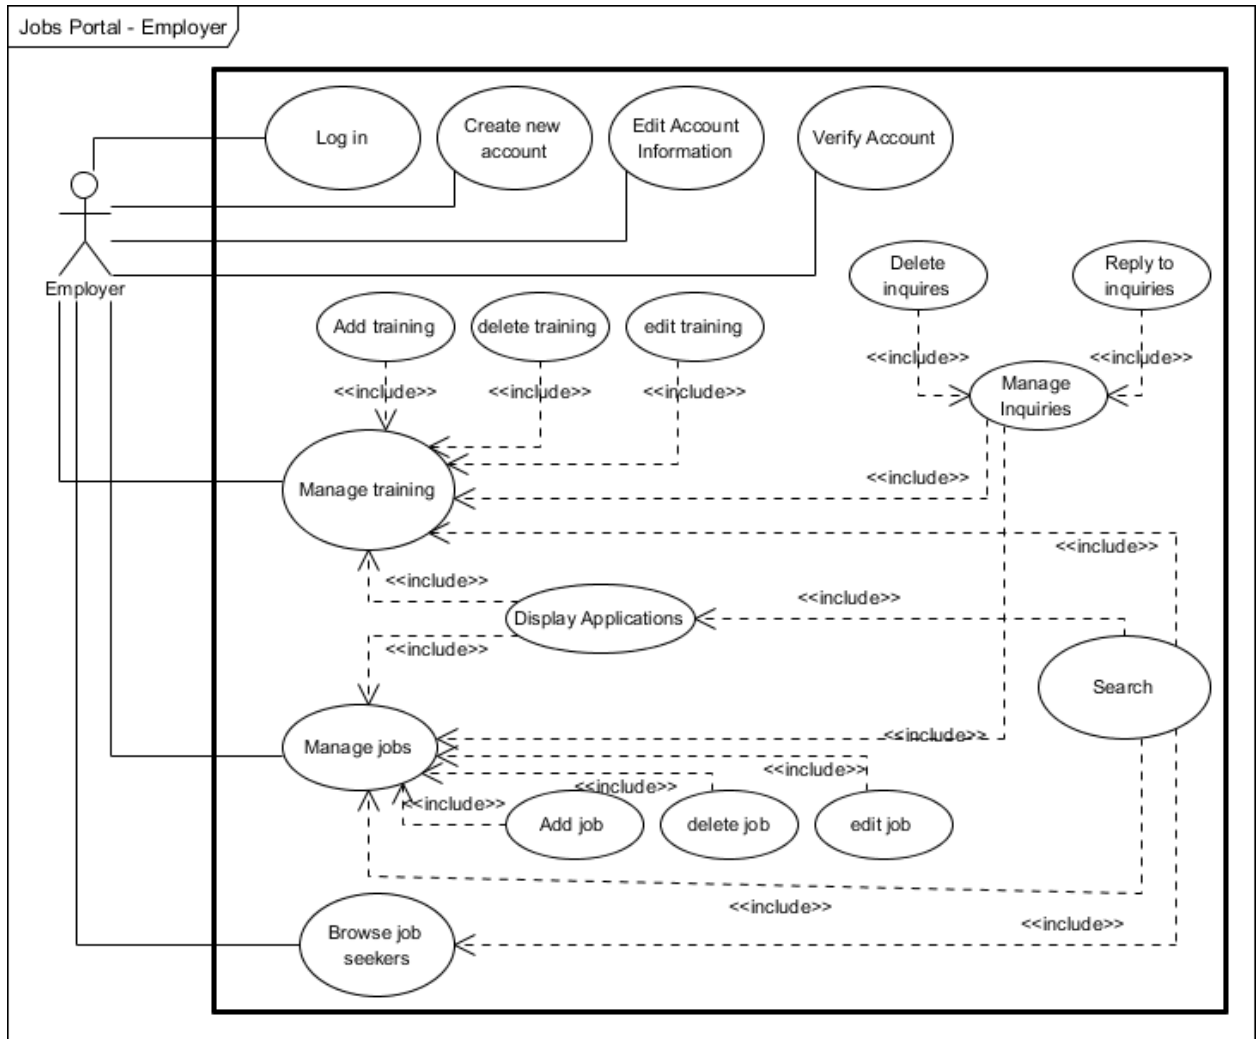 Jobs Portal - Employer
Log in
Create new
account
Edit Account
Information
Verify Account
Employer
Delete
inquires
Reply to
inquiries
Add training
delete training
edit training
<<include>>
<<include>>
<<include>>
<<include>>
<<include>>
Manage
Inquiries
Manage training
<<include>>
<<include>>
<<include>>
<<include>>
Display Applications
<<include>>
Search
Manage jobs
<<include>>
<<include>>
<<include>>
<<include>>
Add job
delete job
edit job
<<include>>
<<include>>
Browse job
seekers